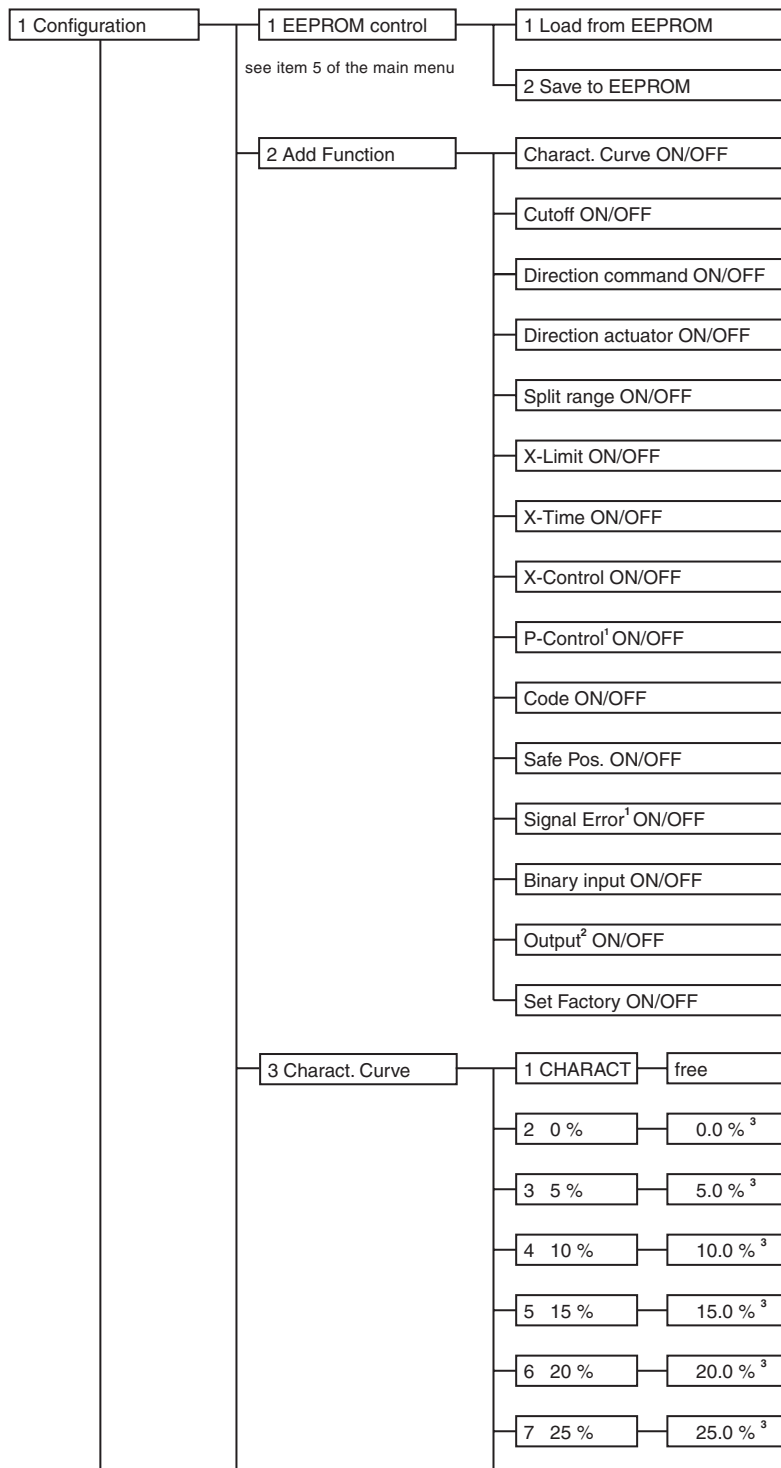 1 Configuration
1 EEPROM control
1 Load from EEPROM
see item 5 of the main menu
2 Save to EEPROM
2 Add Function
Charact. Curve ON/OFF
Cutoff ON/OFF
Direction command ON/OFF
Direction actuator ON/OFF
Split range ON/OFF
X-Limit ON/OFF
X-Time ON/OFF
X-Control ON/OFF
P-Control¹ ON/OFF
Code ON/OFF
Safe Pos. ON/OFF
Signal Error¹ ON/OFF
Binary input ON/OFF
Output² ON/OFF
Set Factory ON/OFF
3 Charact. Curve
1 CHARACT
free
2 0 %
0.0 % ³
3 5 %
5.0 % ³
4 10 %
10.0 % ³
5 15 %
15.0 % ³
6 20 %
20.0 % ³
7 25 %
25.0 % ³